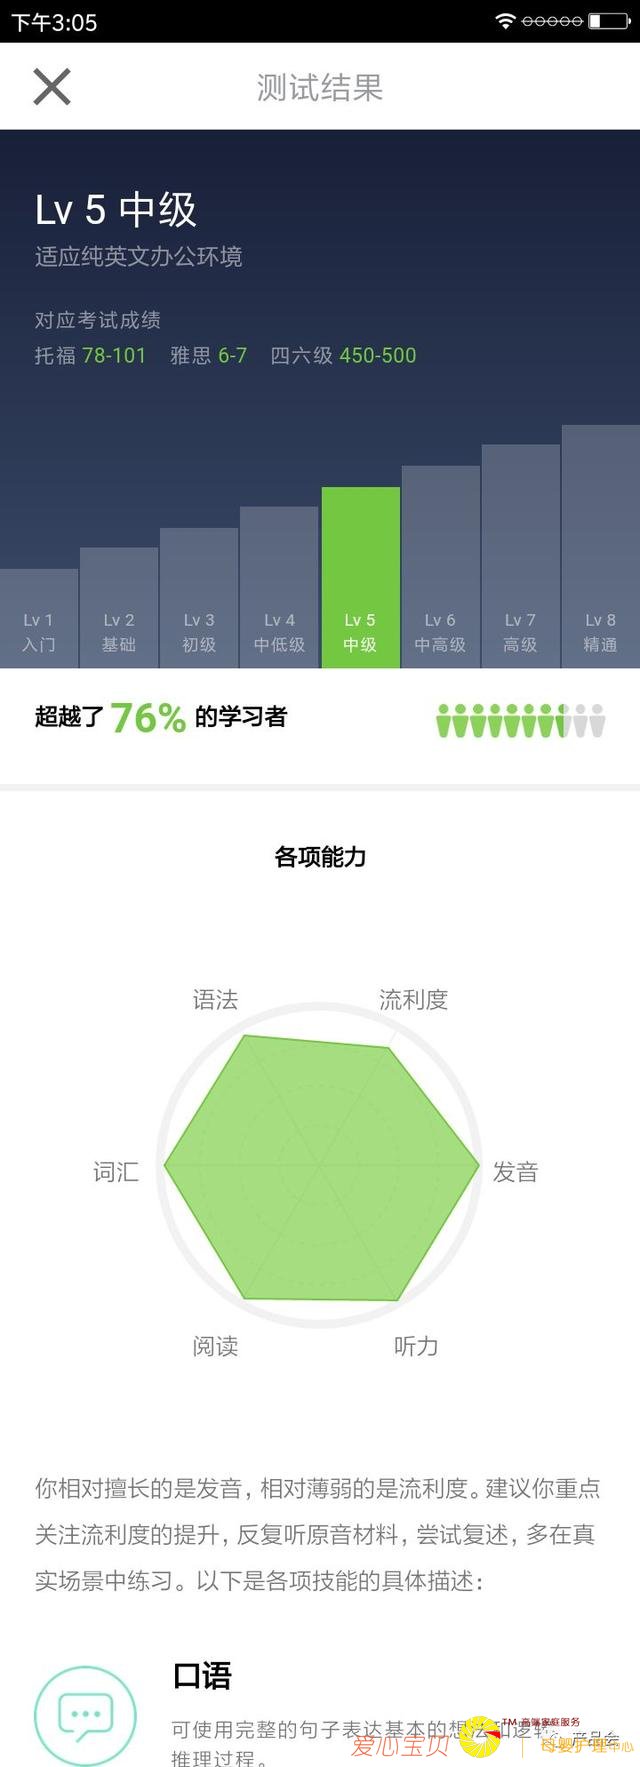 下午3:05
测试结果
Lv 5 中级
适应纯英文办公环境
对应考试成绩
托福 78-101 雅思 6-7 四六级 450-500
Lv 1 Lv 2 Lv 3 Lv 4 Lv 5 Lv 6 Lv 7 Lv 8
入门 基础 初级 中低级 中级 中高级 高级 精通
超越了 76% 的学习者
各项能力
语法 流利度
词汇 发音
阅读 听力
你相对擅长的是发音，相对薄弱的是流利度。建议你重点
关注流利度的提升，反复听原音材料，尝试复述，多在真
实场景中练习。以下是各项技能的具体描述：
口语
可使用完整的句子表达基本的想法和逻辑
推理过程。
爱心宝贝
TM 高端家庭服务
母婴护理中心